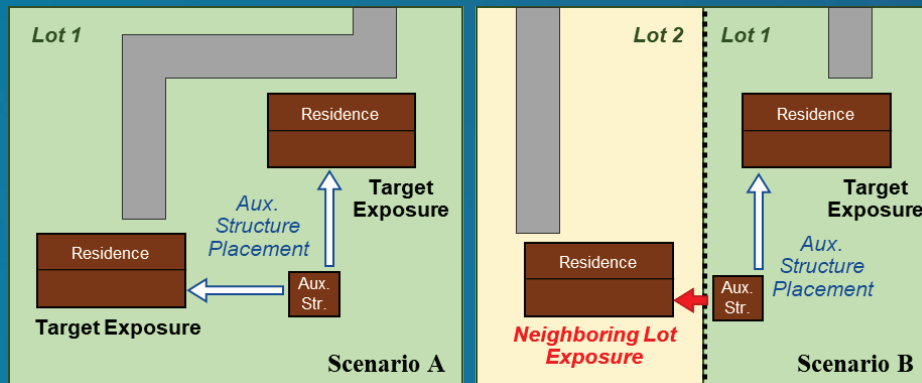 Lot 1
Residence
Target
Exposure
Aux.
Structure
Placement
Residence
Aux.
Str.
Target Exposure
Scenario A
Lot 2
Lot 1
Residence
Target
Exposure
Residence
Aux.
Structure
Placement
Aux.
Str.
Neighboring Lot
Exposure
Scenario B